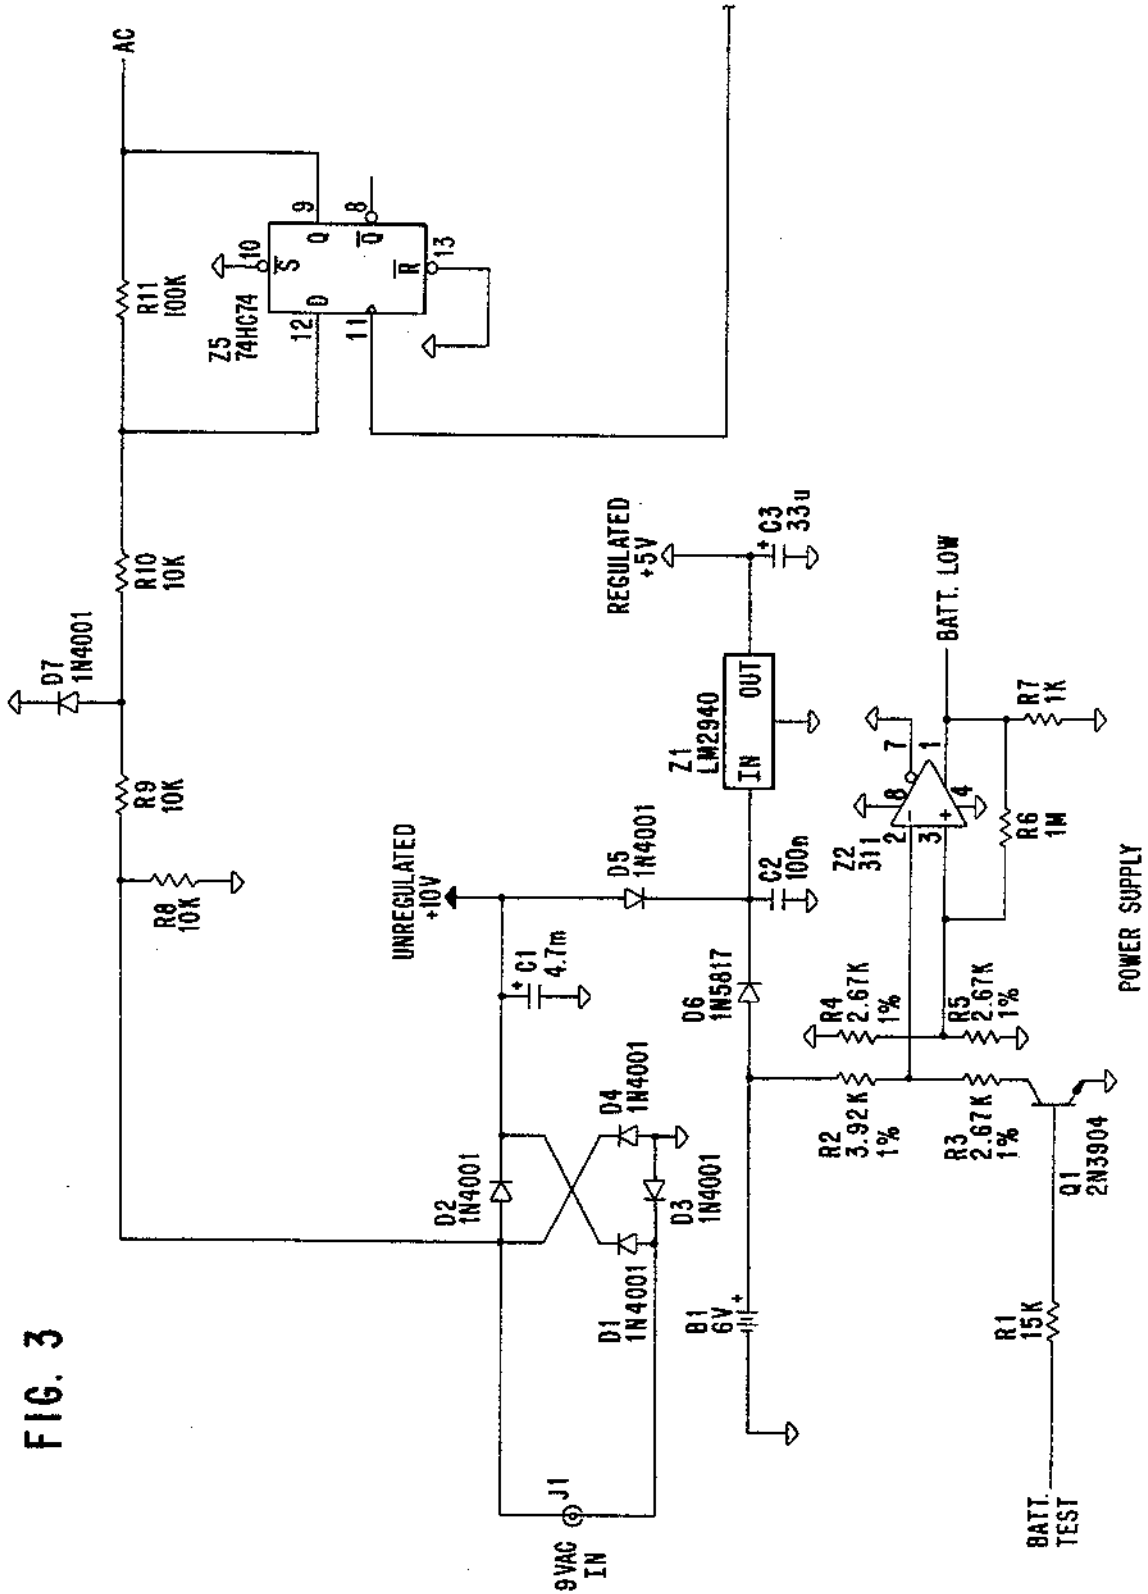 FIG. 3
AC
D7
1N4001
R9
10K
R10
10K
R11
100K
R8
10K
Z5
74HC74
10
S
12
D
Q
9
11
Q
8
R
13
UNREGULATED
+10V
D2
1N4001
+
C1
4.7m
D5
1N4001
D4
1N4001
D1
1N4001
D3
1N4001
9VAC
IN
J1
REGULATED
+5V
Z1
LM2940
IN
OUT
+
C3
33u
C2
100n
D6
1N5817
B1
6V
+
R2
3.92K
1%
R4
2.67K
1%
R3
2.67K
1%
R5
2.67K
1%
Z2
311
2
-
8
7
3
+
4
1
BATT. LOW
R6
1M
R7
1K
Q1
2N3904
R1
15K
BATT.
TEST
POWER SUPPLY